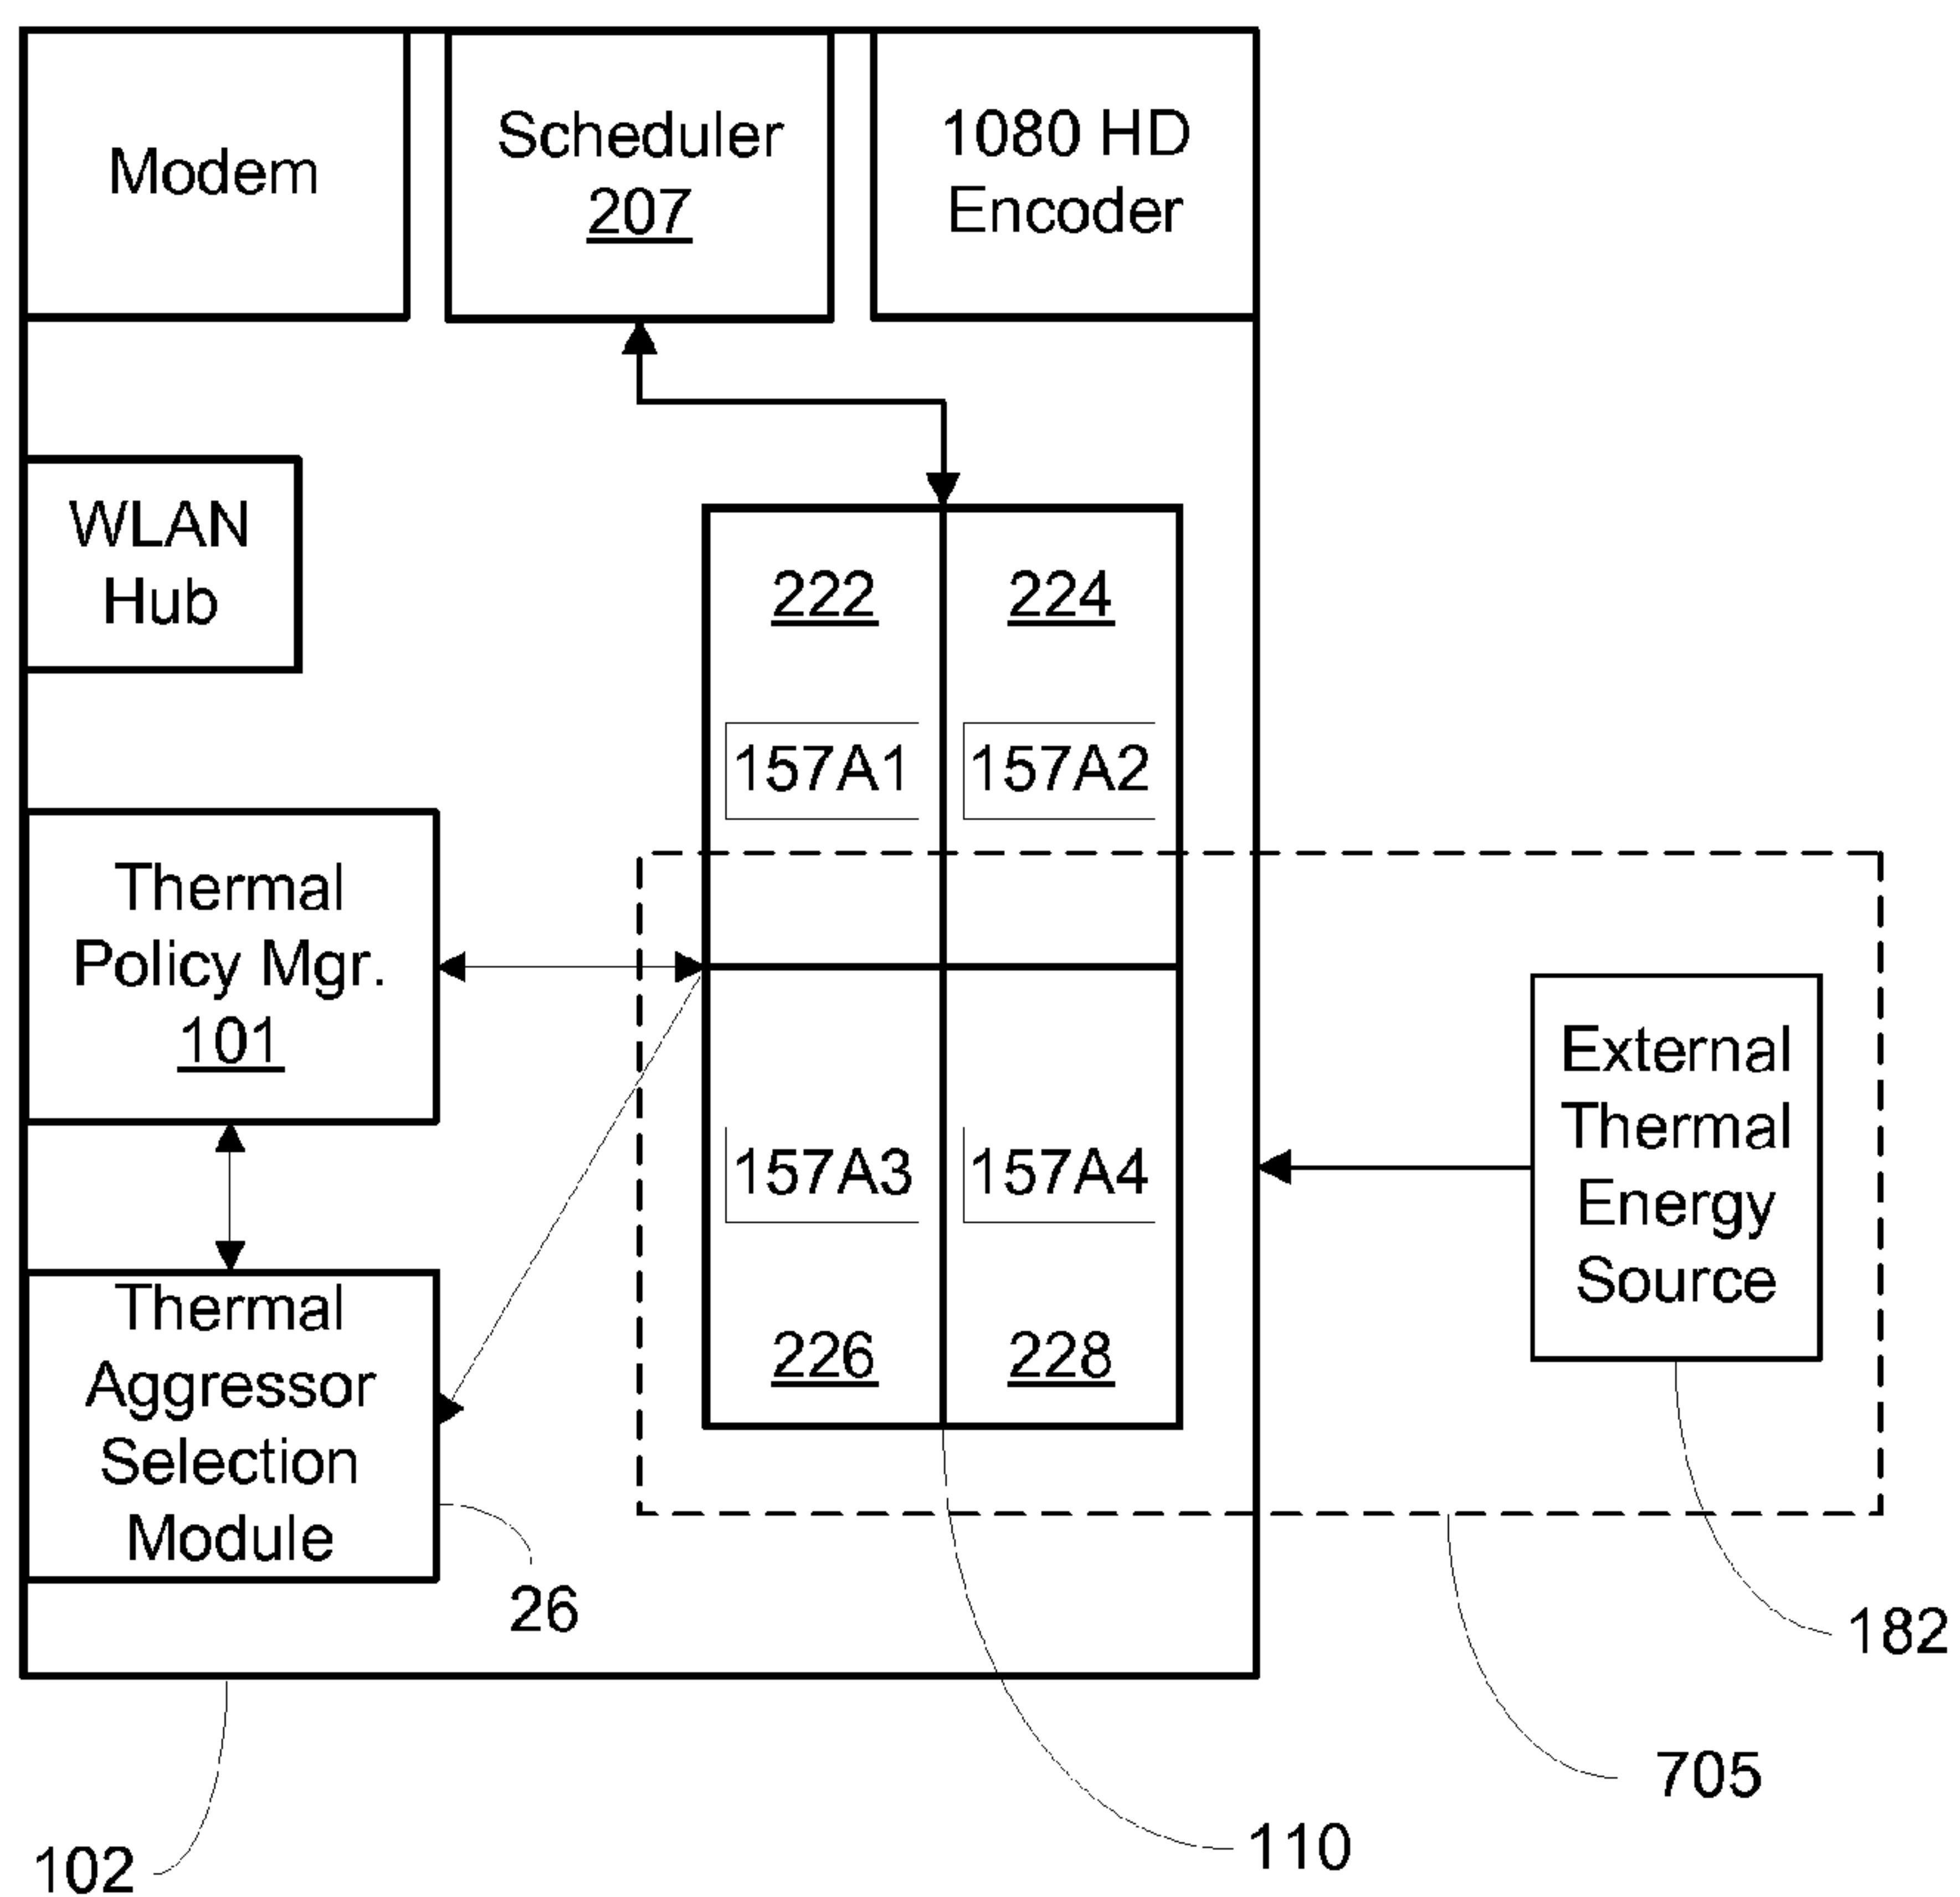 Modem
Scheduler
207
1080 HD
Encoder
WLAN
Hub
222
224
157A1
157A2
Thermal
Policy Mgr.
101
157A3
157A4
226
228
External
Thermal
Energy
Source
Thermal
Aggressor
Selection
Module
26
182
705
110
102